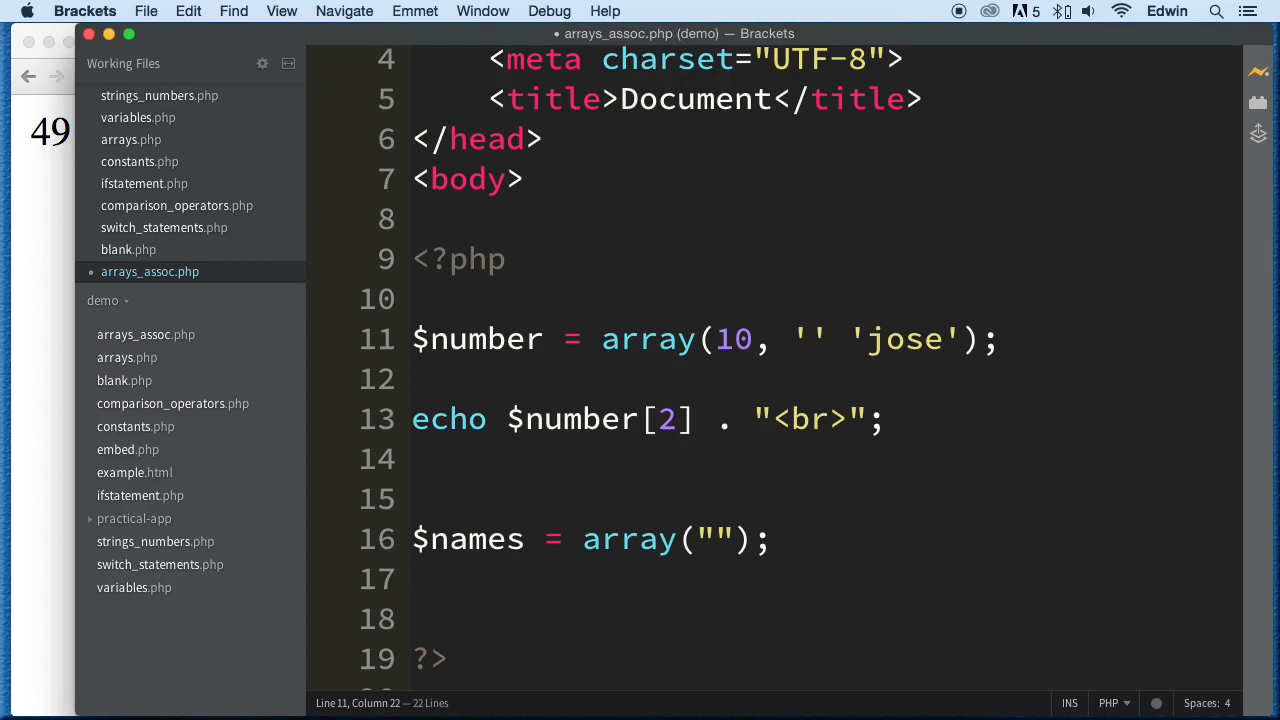 Brackets File Edit Find View Navigate Emmet Window Debug Help 5 Edwin
• arrays_assoc.php (demo) — Brackets
49
Working Files
strings_numbers.php
variables.php
arrays.php
constants.php
ifstatement.php
comparison_operators.php
switch_statements.php
blank.php
• arrays_assoc.php
demo
arrays_assoc.php
arrays.php
blank.php
comparison_operators.php
constants.php
embed.php
example.html
ifstatement.php
practical-app
strings_numbers.php
switch_statements.php
variables.php
4 <meta charset="UTF-8">
5 <title>Document</title>
6 </head>
7 <body>
8
9 <?php
10
11 $number = array(10, '' 'jose');
12
13 echo $number[2] . "<br>";
14
15
16 $names = array("");
17
18
19 ?>
Line 11, Column 22 — 22 Lines INS PHP Spaces: 4